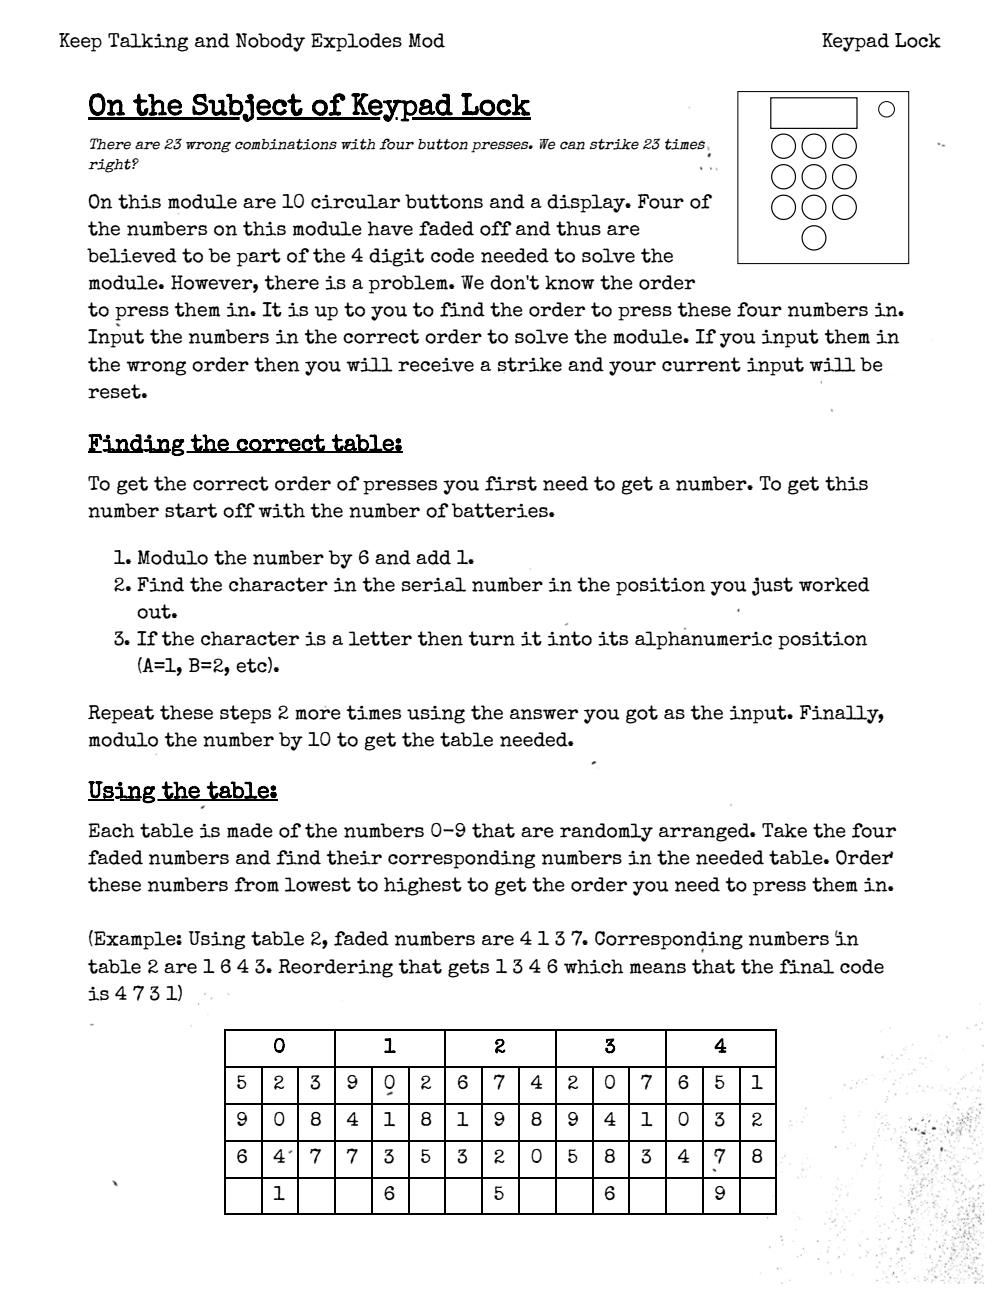 Keep Talking and Nobody Explodes Mod
Keypad Lock
On the Subject of Keypad Lock
There are 23 wrong combinations with four button presses. We can strike 23 times,
right?
On this module are 10 circular buttons and a display. Four of
the numbers on this module have faded off and thus are
believed to be part of the 4 digit code needed to solve the
module. However, there is a problem. We don't know the order
to press them in. It is up to you to find the order to press these four numbers in.
Input the numbers in the correct order to solve the module. If you input them in
the wrong order then you will receive a strike and your current input will be
reset.
Finding the correct table:
To get the correct order of presses you first need to get a number. To get this
number start off with the number of batteries.
1. Modulo the number by 6 and add 1.
2. Find the character in the serial number in the position you just worked
out.
3. If the character is a letter then turn it into its alphanumeric position
(A=1, B=2, etc).
Repeat these steps 2 more times using the answer you got as the input. Finally,
modulo the number by 10 to get the table needed.
Using the table:
Each table is made of the numbers 0-9 that are randomly arranged. Take the four
faded numbers and find their corresponding numbers in the needed table. Order
these numbers from lowest to highest to get the order you need to press them in.
(Example: Using table 2, faded numbers are 4 1 3 7. Corresponding numbers in
table 2 are 1 6 4 3. Reordering that gets 1 3 4 6 which means that the final code
is 4 7 3 1)
0 1 2 3 4
5 2 3 9 0 2 6 7 4 2 0 7 6 5 1
9 0 8 4 1 8 1 9 8 9 4 1 0 3 2
6 4 7 7 3 5 3 2 0 5 8 3 4 7 8
1 6 5 6 9